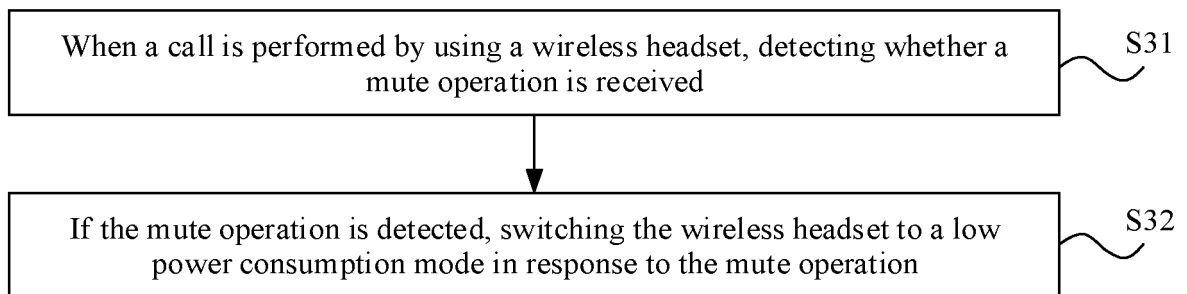 When a call is performed by using a wireless headset, detecting whether a
mute operation is received
S31
If the mute operation is detected, switching the wireless headset to a low
power consumption mode in response to the mute operation
S32